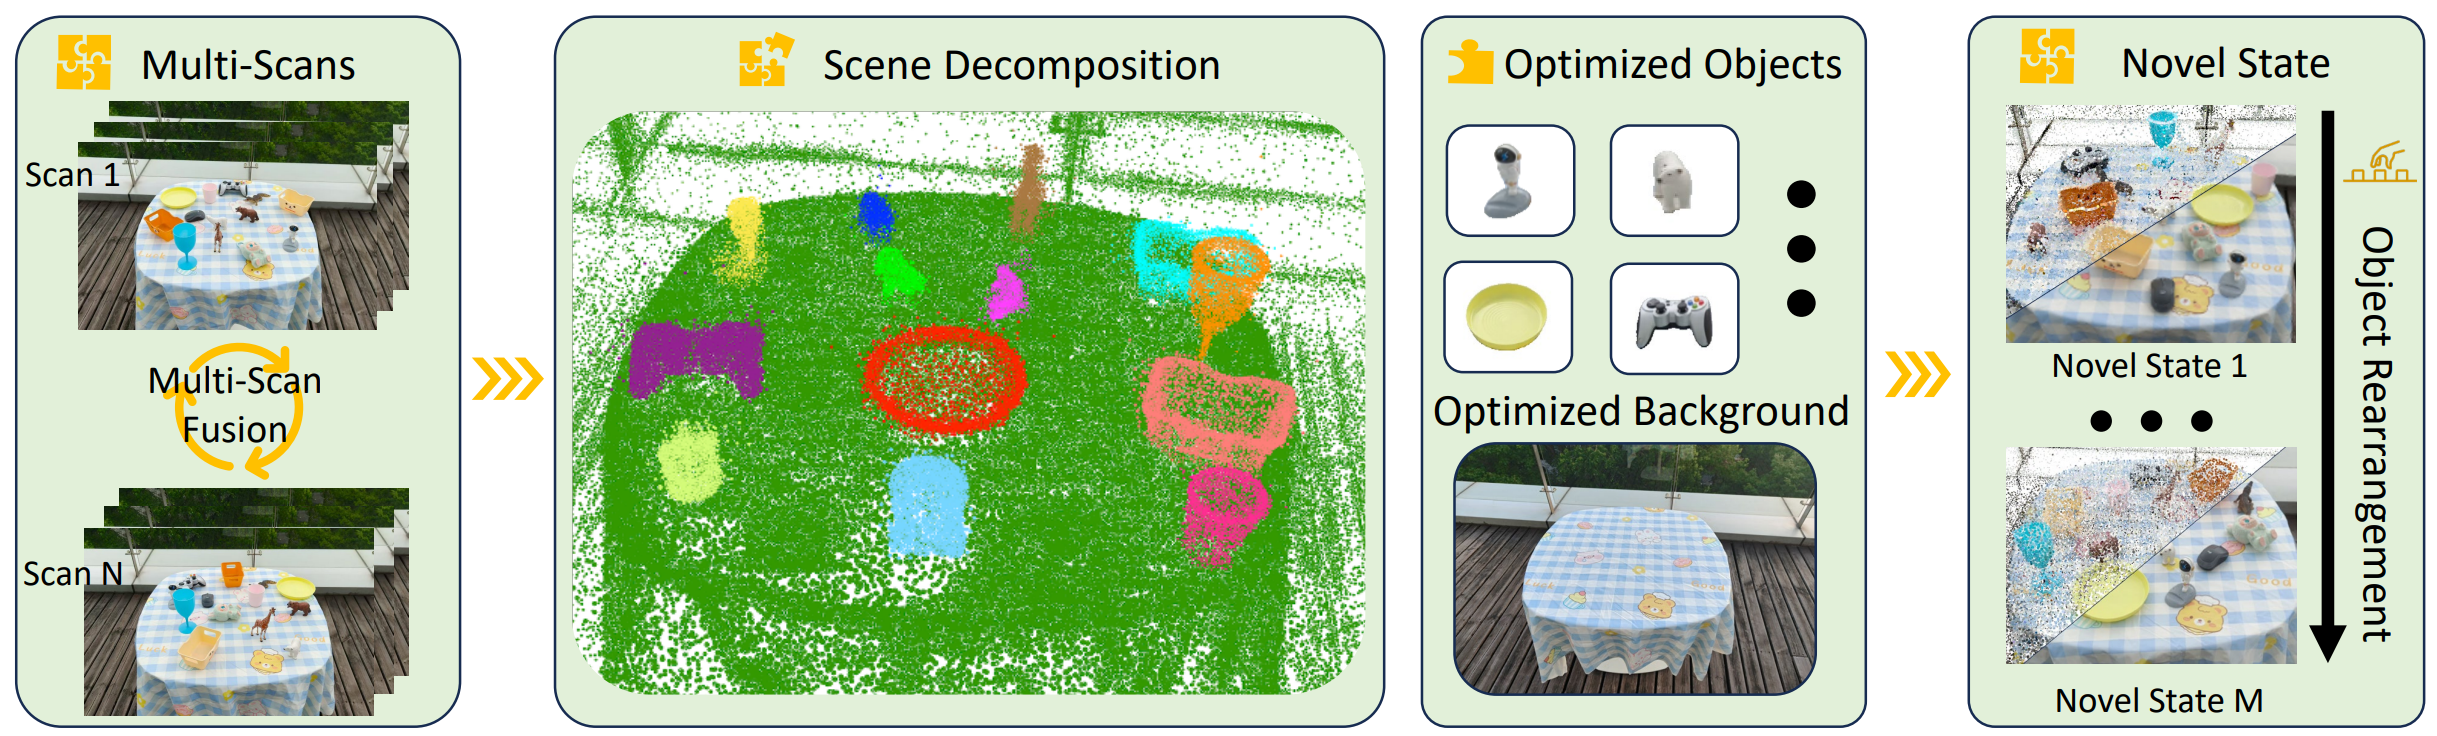 Multi-Scans
Scan 1
Multi-Scan
Fusion
Scan N
Scene Decomposition
Optimized Objects
Optimized Background
Novel State
Novel State 1
Novel State M
Object Rearrangement
Good